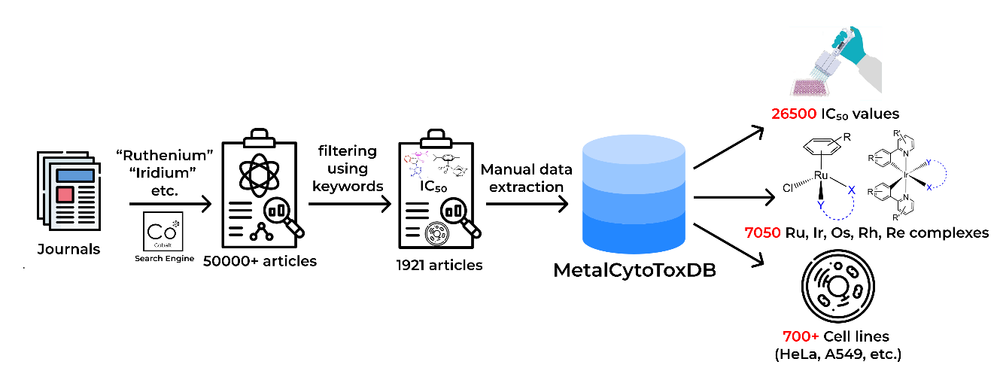 Journals
“Ruthenium”
“Iridium”
etc.
Co
Cobalt
Search Engine
50000+ articles
filtering
using
keywords
IC₅₀
1921 articles
Manual data
extraction
MetalCytoToxDB
26500 IC₅₀ values
R
Ru
Cl
X
Y
R'
R
N
Y
Ir
X
R
N
R'
7050 Ru, Ir, Os, Rh, Re complexes
700+ Cell lines
(HeLa, A549, etc.)